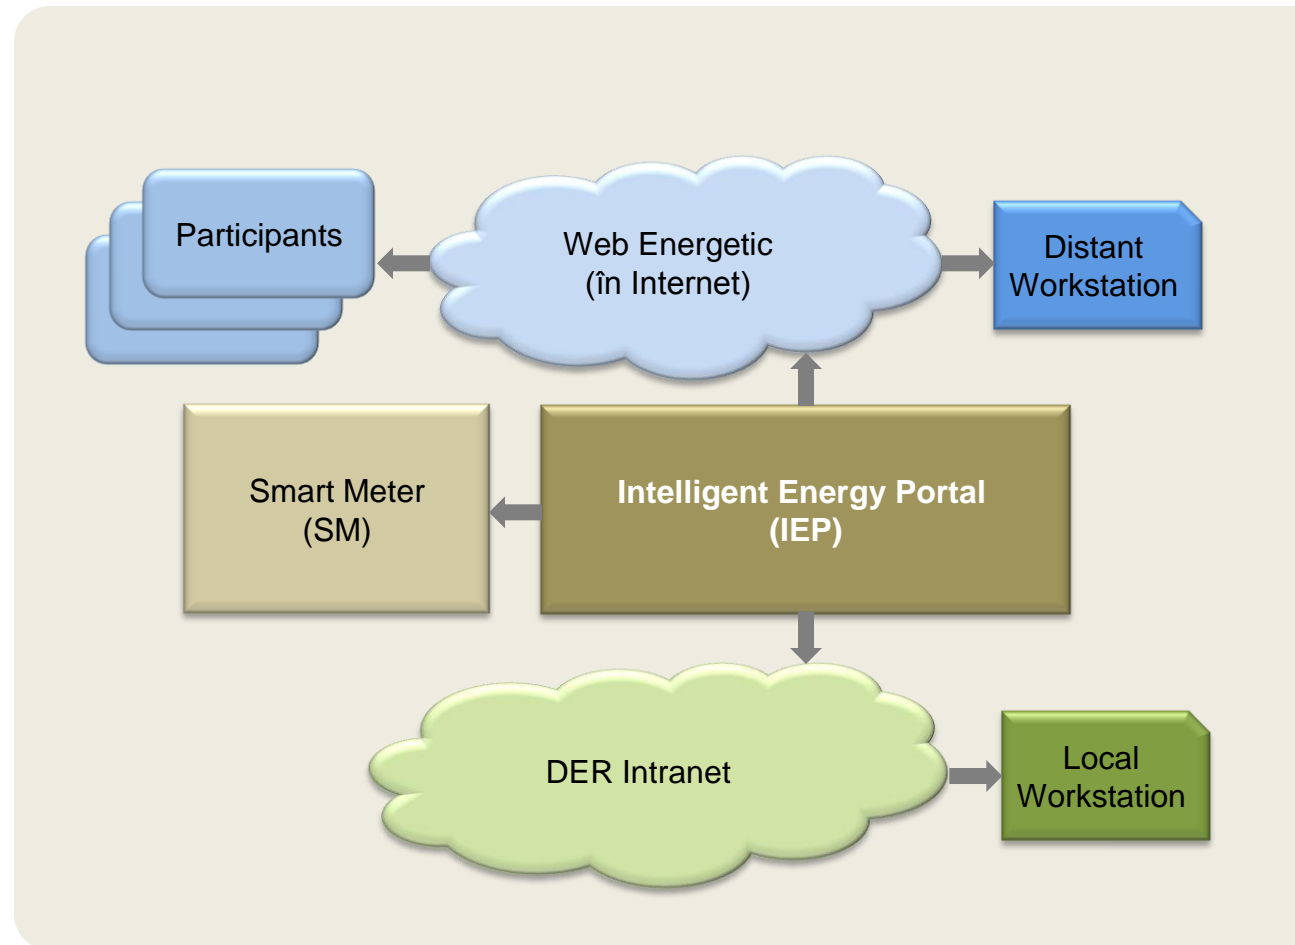 Participants
Web Energetic
(în Internet)
Distant
Workstation
Smart Meter
(SM)
Intelligent Energy Portal
(IEP)
DER Intranet
Local
Workstation